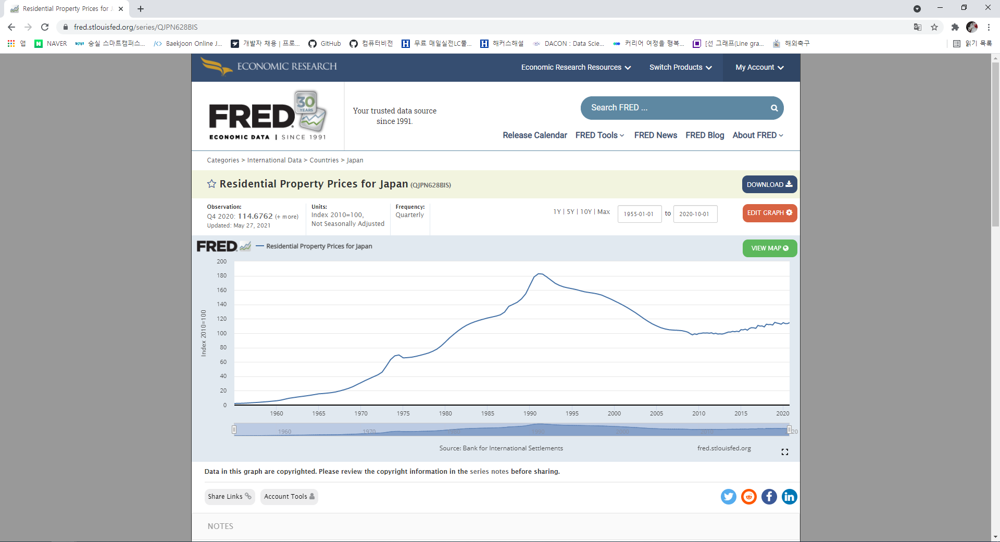 Residential Property Prices for J
fred.stlouisfed.org/series/QJPN628BIS
앱 NAVER 숭실 스마트캠퍼스... Baekjoon Online J... 개발자 채용 | 프로... GitHub 컴퓨터비전 무료 매일실전LC풀... 해커스해설 DACON : Data Scie... 커리어 여정을 행복... [선 그래프(Line gra... 해외축구 읽기 목록
ECONOMIC RESEARCH
Economic Research Resources Switch Products My Account
FRED 30 YEARS
ECONOMIC DATA | SINCE 1991
Your trusted data source
since 1991.
Search FRED ...
Release Calendar FRED Tools FRED News FRED Blog About FRED
Categories > International Data > Countries > Japan
Residential Property Prices for Japan (QJPN628BIS)
DOWNLOAD
Observation:
Q4 2020: 114.6762 (+ more)
Updated: May 27, 2021
Units:
Index 2010=100,
Not Seasonally Adjusted
Frequency:
Quarterly
1Y | 5Y | 10Y | Max 1955-01-01 to 2020-10-01
EDIT GRAPH
FRED Residential Property Prices for Japan
VIEW MAP
Index 2010=100
200
180
160
140
120
100
80
60
40
20
0
1960 1965 1970 1975 1980 1985 1990 1995 2000 2005 2010 2015 2020
1960 1970 1980 1990 2000 2010 2020
Source: Bank for International Settlements fred.stlouisfed.org
Data in this graph are copyrighted. Please review the copyright information in the series notes before sharing.
Share Links Account Tools
NOTES